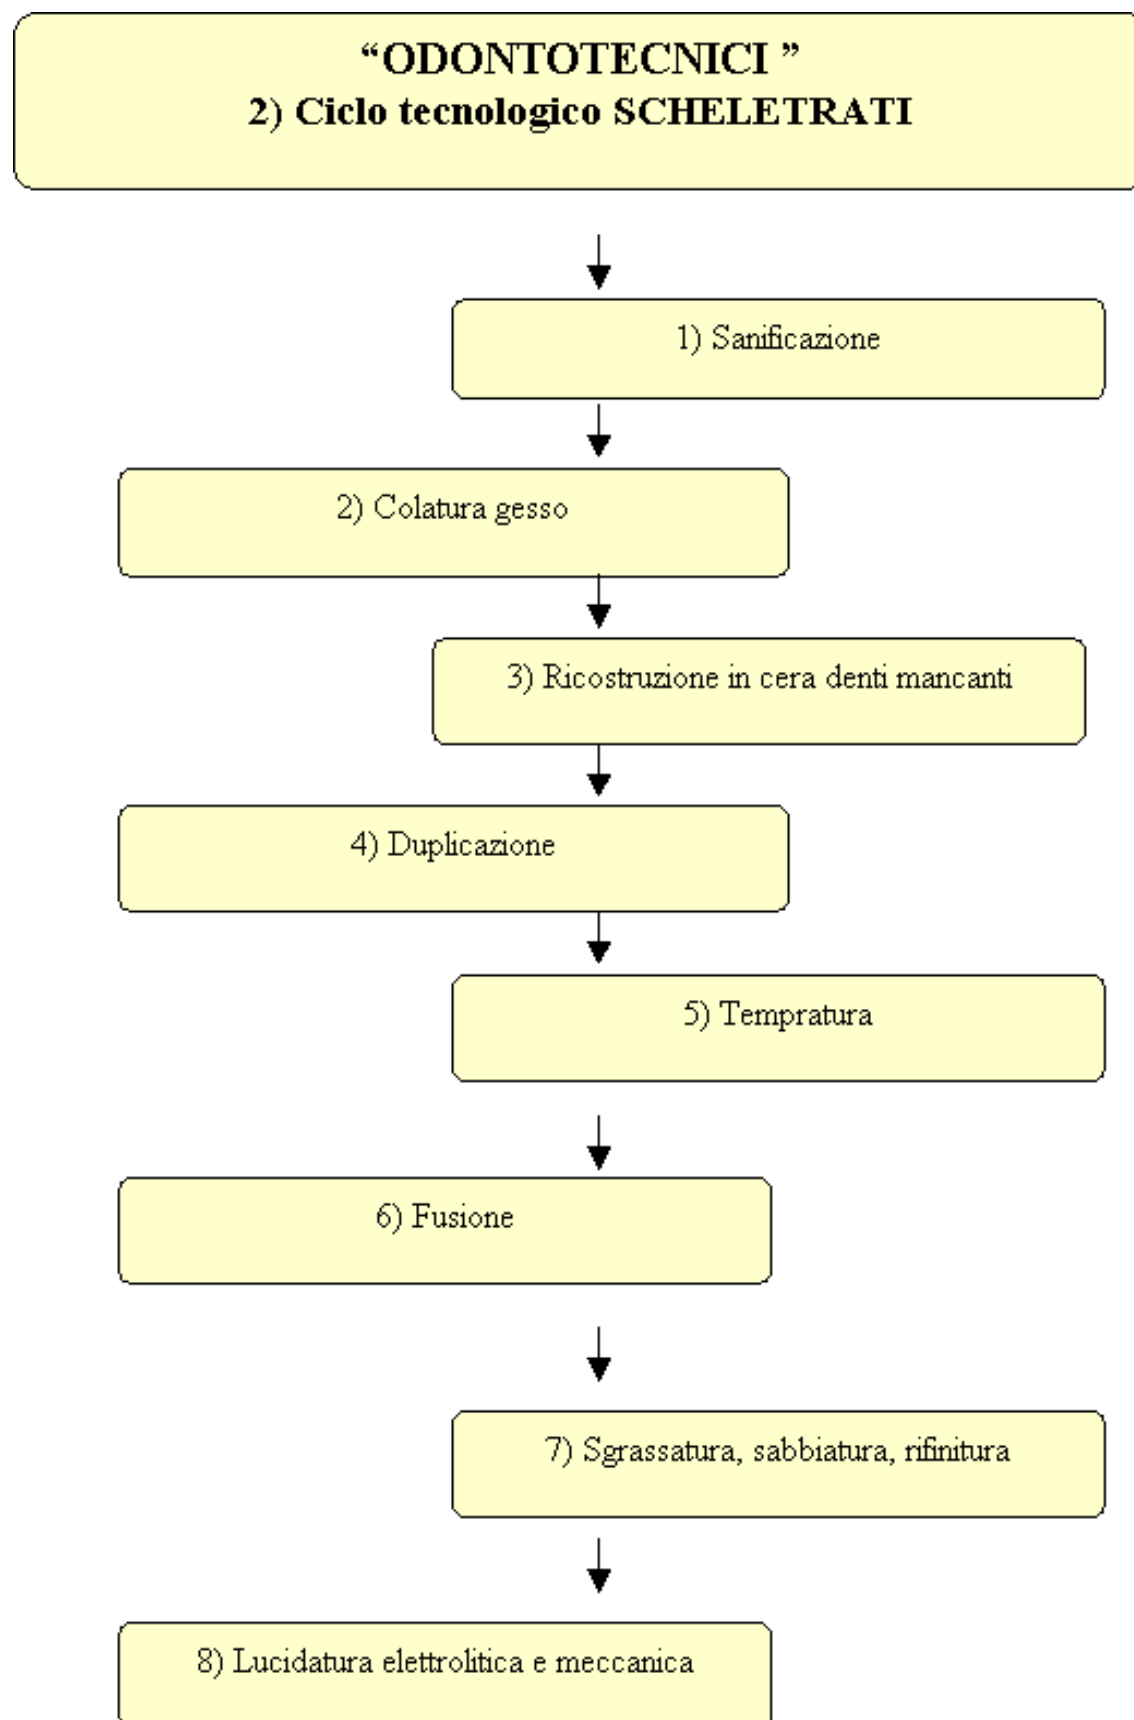 “ODONTOTECNICI ”
2) Ciclo tecnologico SCHELETRATI
1) Sanificazione
2) Colatura gesso
3) Ricostruzione in cera denti mancanti
4) Duplicazione
5) Tempratura
6) Fusione
7) Sgrassatura, sabbiatura, rifinitura
8) Lucidatura elettrolitica e meccanica